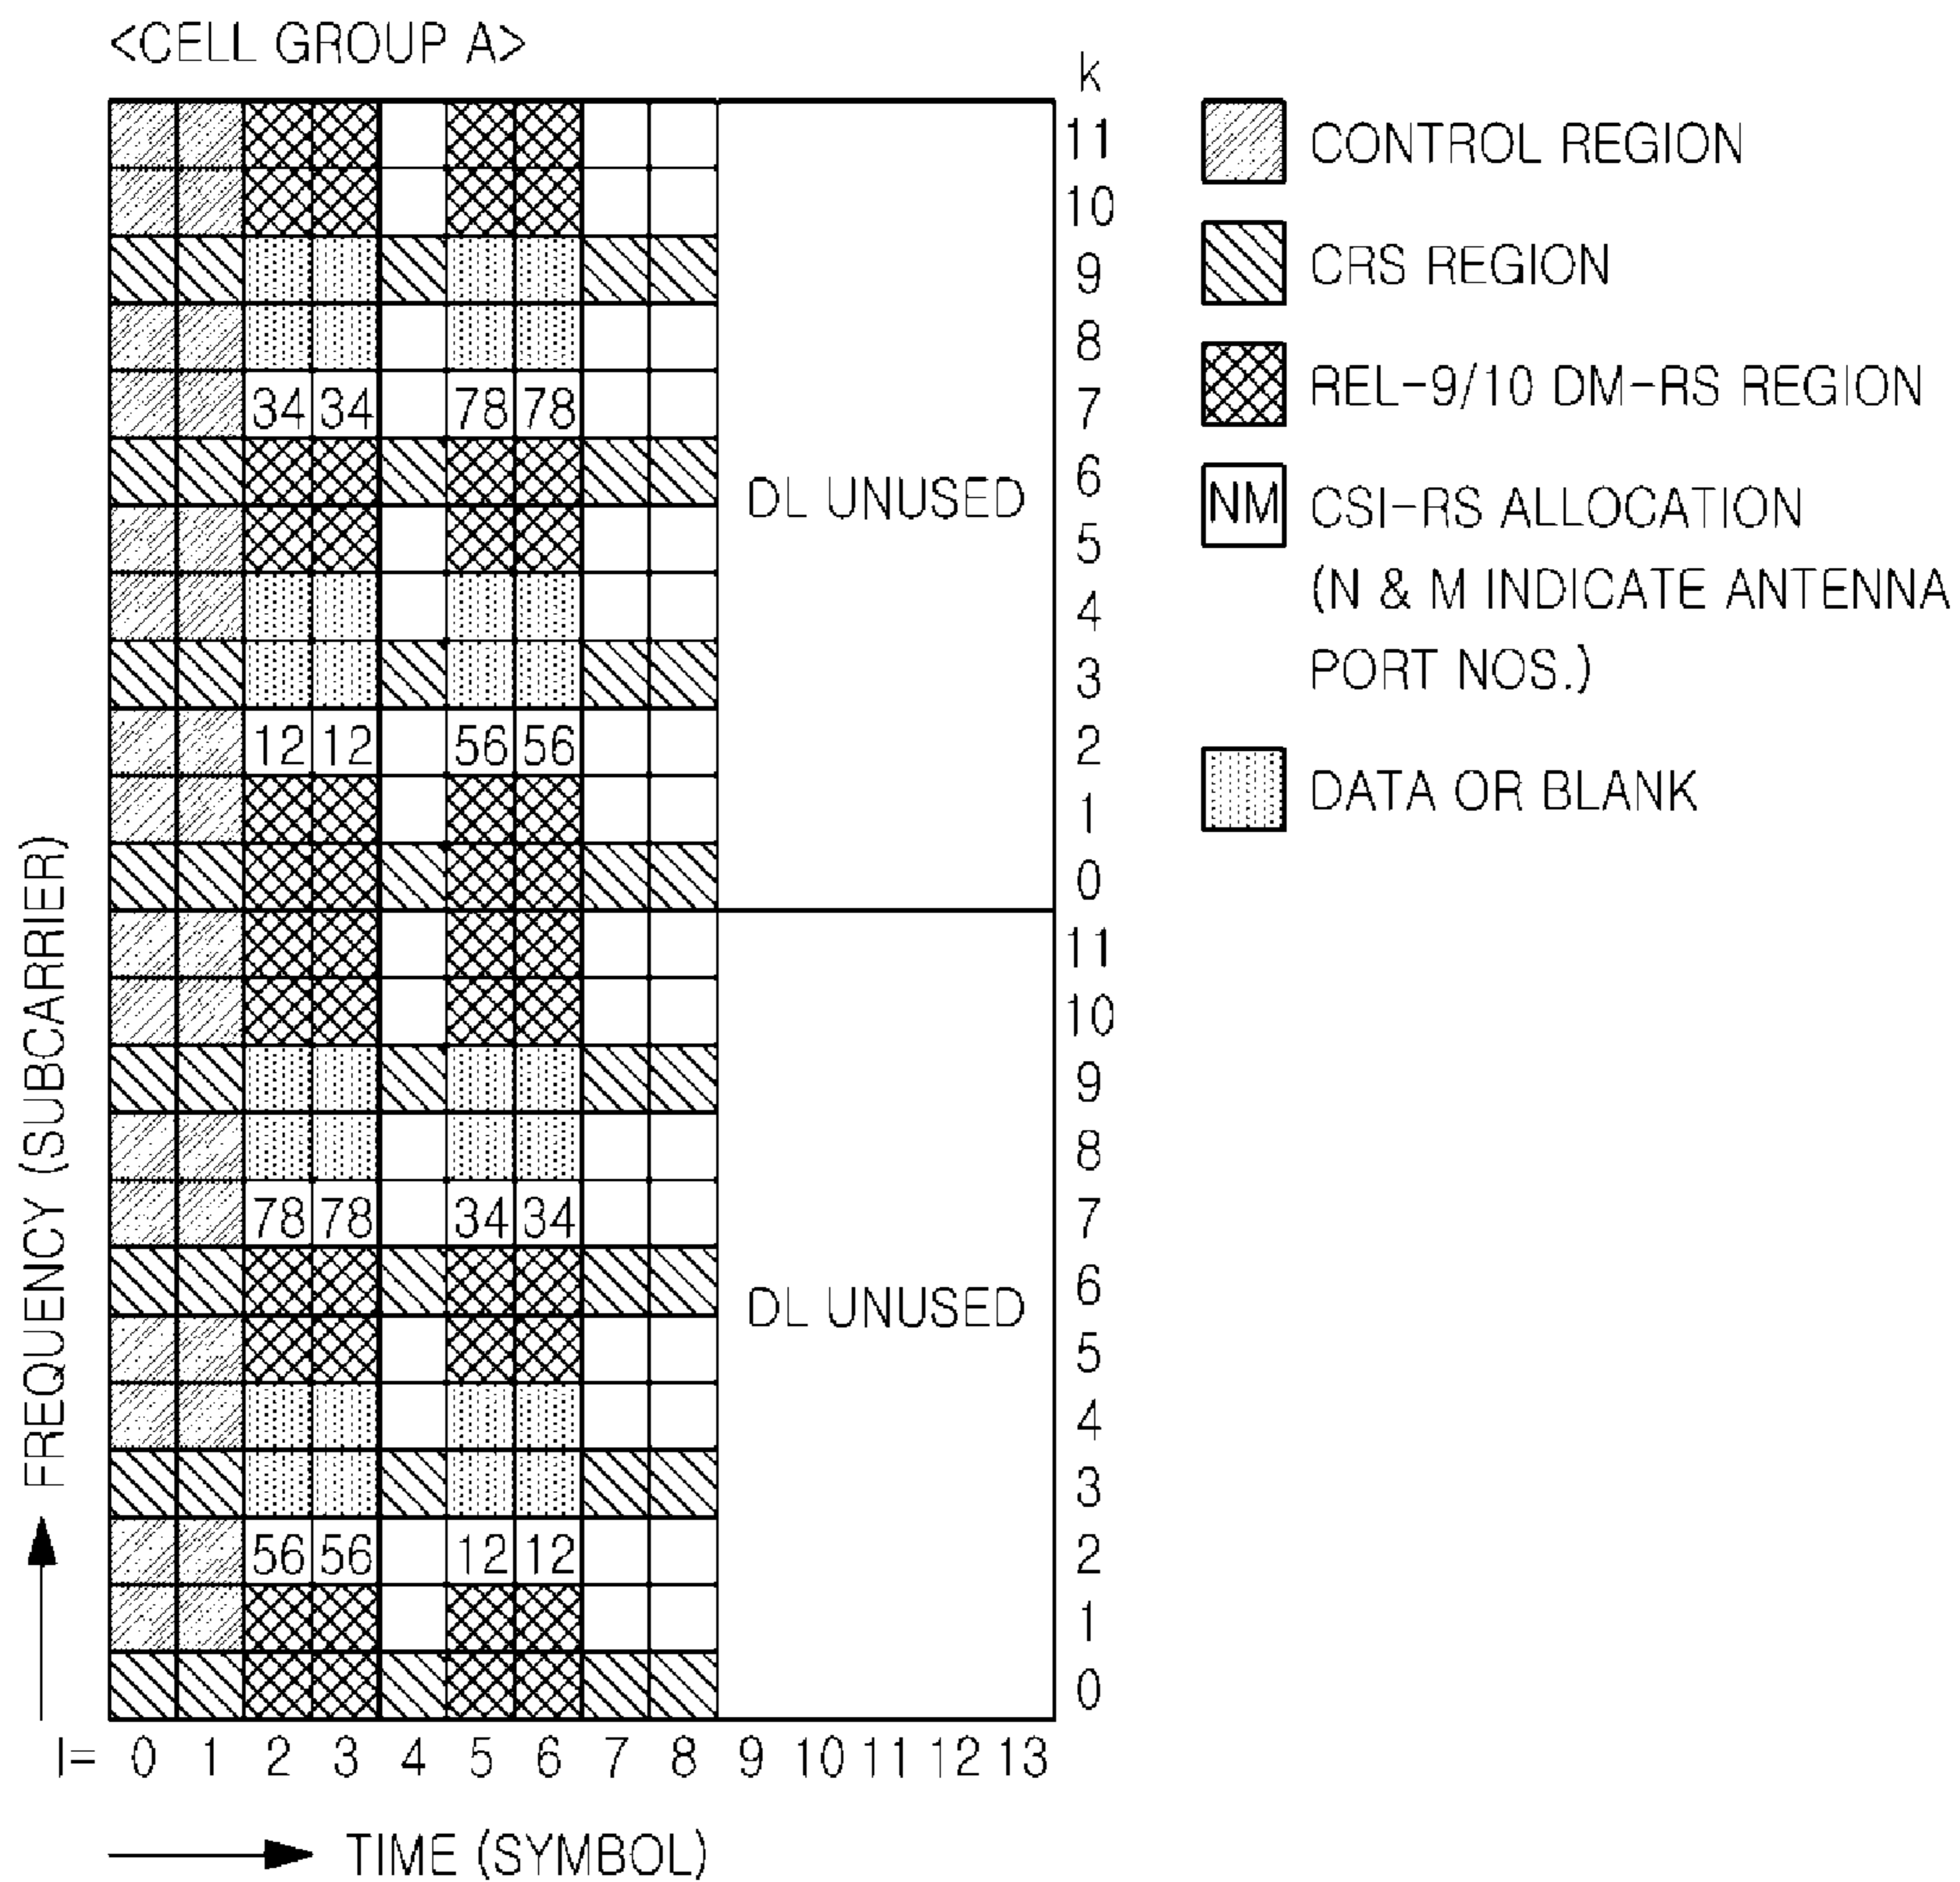 <CELL GROUP A>
k
11
10
9
8
34 34 78 78 7
6
DL UNUSED
5
4
3
12 12 56 56 2
1
0
11
10
9
8
78 78 34 34 7
6
DL UNUSED
5
4
3
56 56 12 12 2
1
0
l= 0 1 2 3 4 5 6 7 8 9 10 11 12 13
TIME (SYMBOL)
FREQUENCY (SUBCARRIER)
CONTROL REGION
CRS REGION
REL-9/10 DM-RS REGION
NM CSI-RS ALLOCATION
(N & M INDICATE ANTENNA
PORT NOS.)
DATA OR BLANK